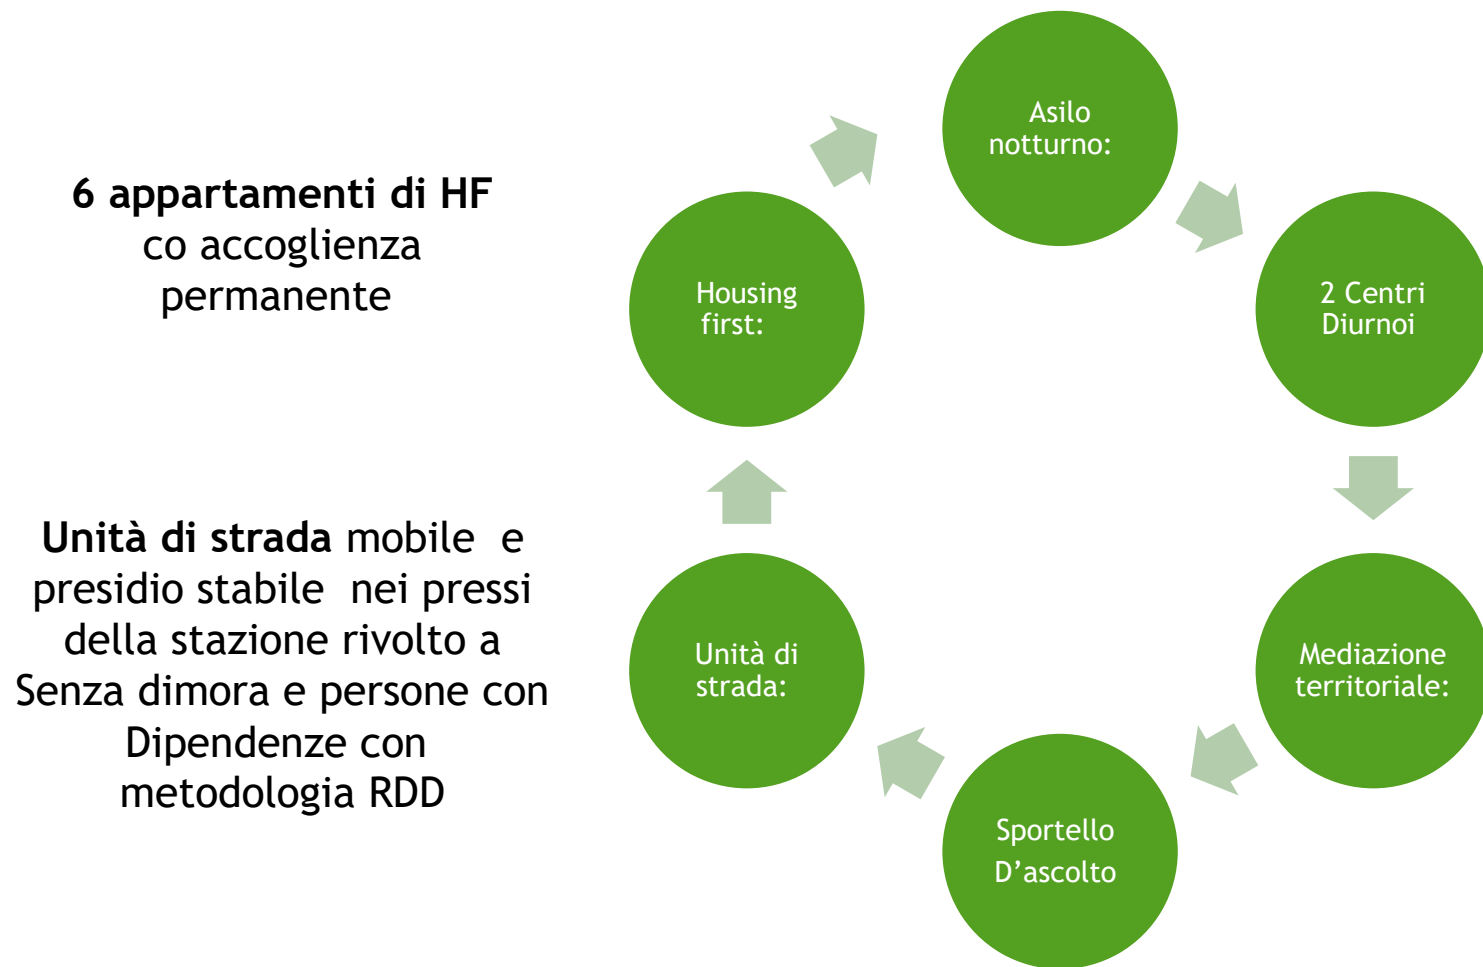 6 appartamenti di HF
co accoglienza
permanente
Unità di strada mobile e
presidio stabile nei pressi
della stazione rivolto a
Senza dimora e persone con
Dipendenze con
metodologia RDD
Asilo
notturno:
2 Centri
Diurnoi
Mediazione
territoriale:
Sportello
D’ascolto
Unità di
strada:
Housing
first: